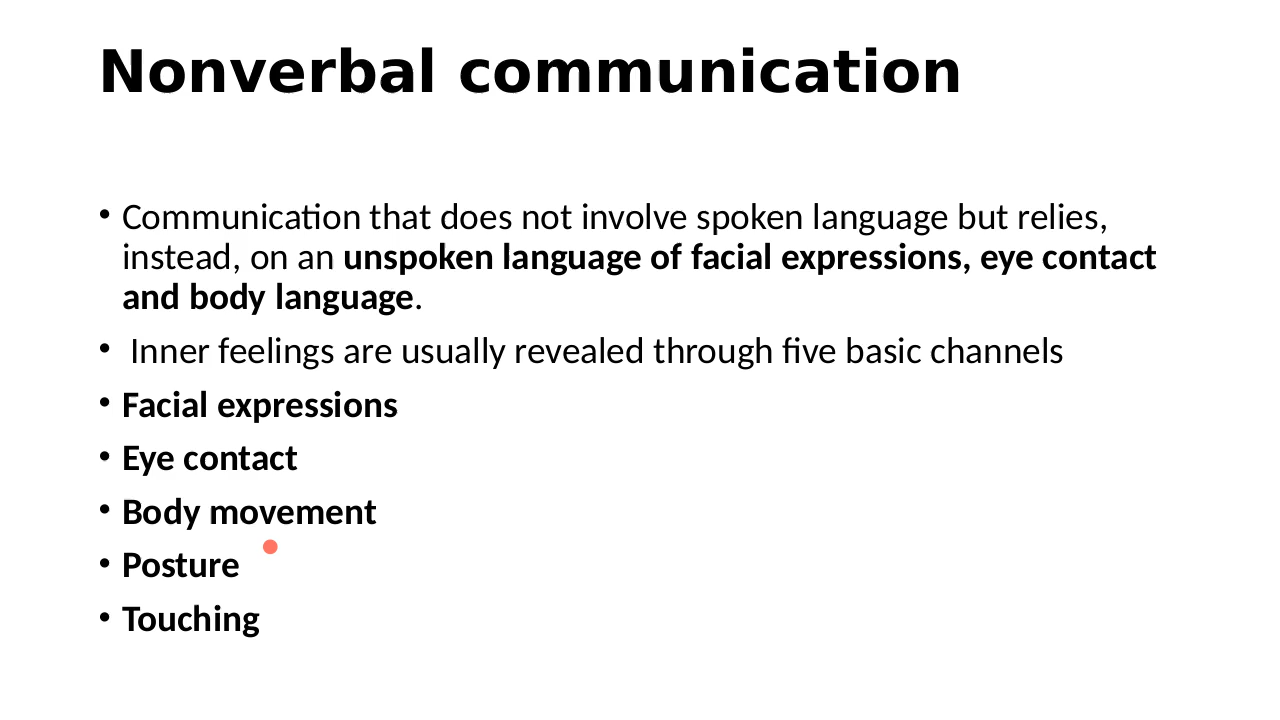 Nonverbal communication
• Communication that does not involve spoken language but relies,
instead, on an unspoken language of facial expressions, eye contact
and body language.
• Inner feelings are usually revealed through five basic channels
• Facial expressions
• Eye contact
• Body movement
• Posture
• Touching